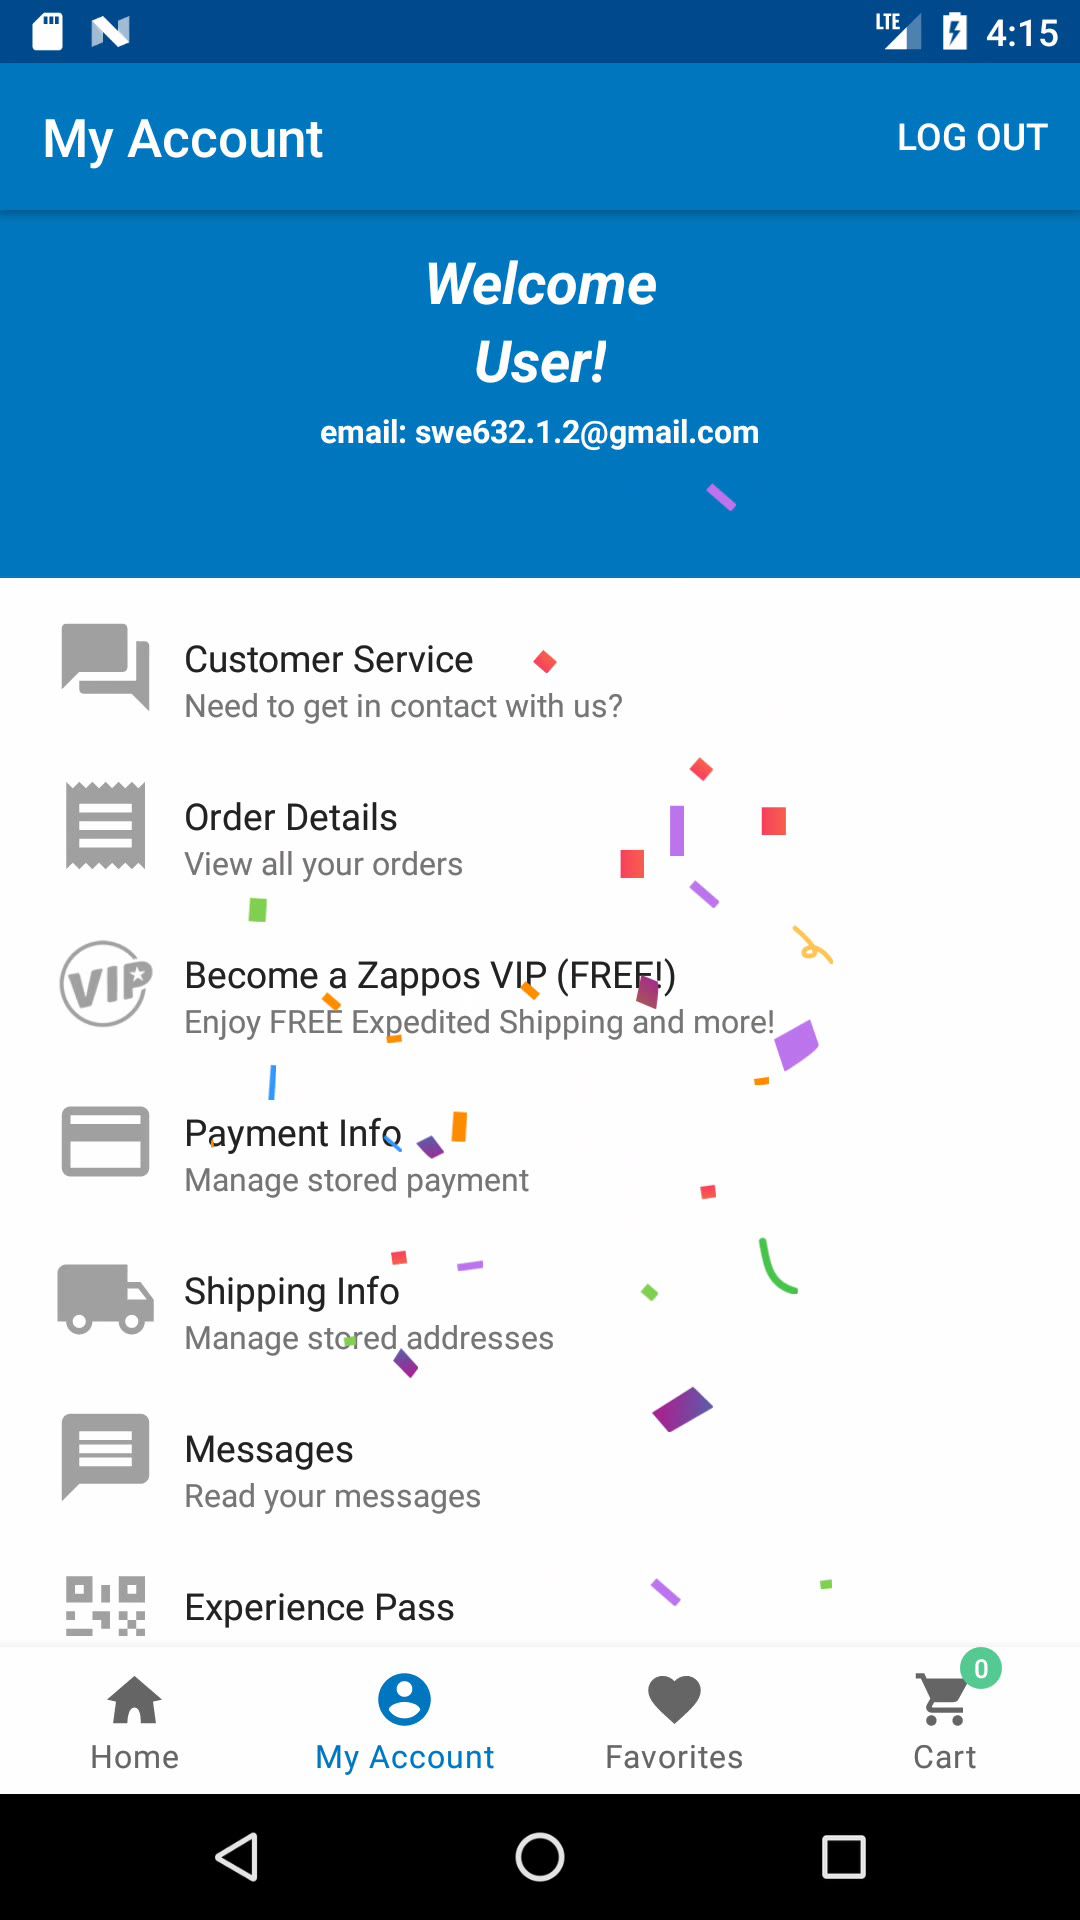 LTE 4:15
My Account LOG OUT
Welcome
User!
email: swe632.1.2@gmail.com
Customer Service
Need to get in contact with us?
Order Details
View all your orders
VIP
Become a Zappos VIP (FREE!)
Enjoy FREE Expedited Shipping and more!
Payment Info
Manage stored payment
Shipping Info
Manage stored addresses
Messages
Read your messages
Experience Pass
0
Home My Account Favorites Cart